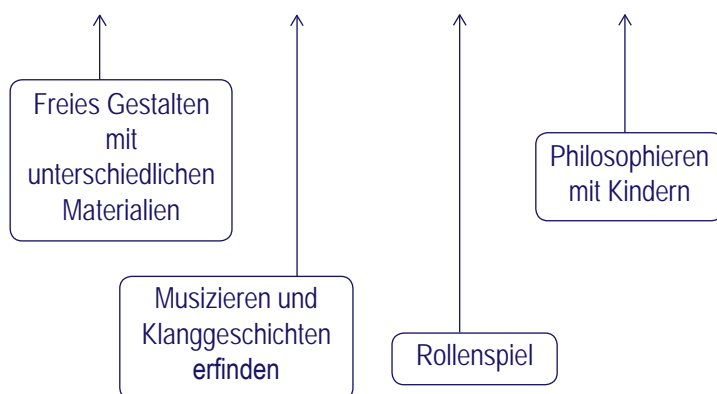 Freies Gestalten
mit
unterschiedlichen
Materialien
Philosophieren
mit Kindern
Musizieren und
Klanggeschichten
erfinden
Rollenspiel